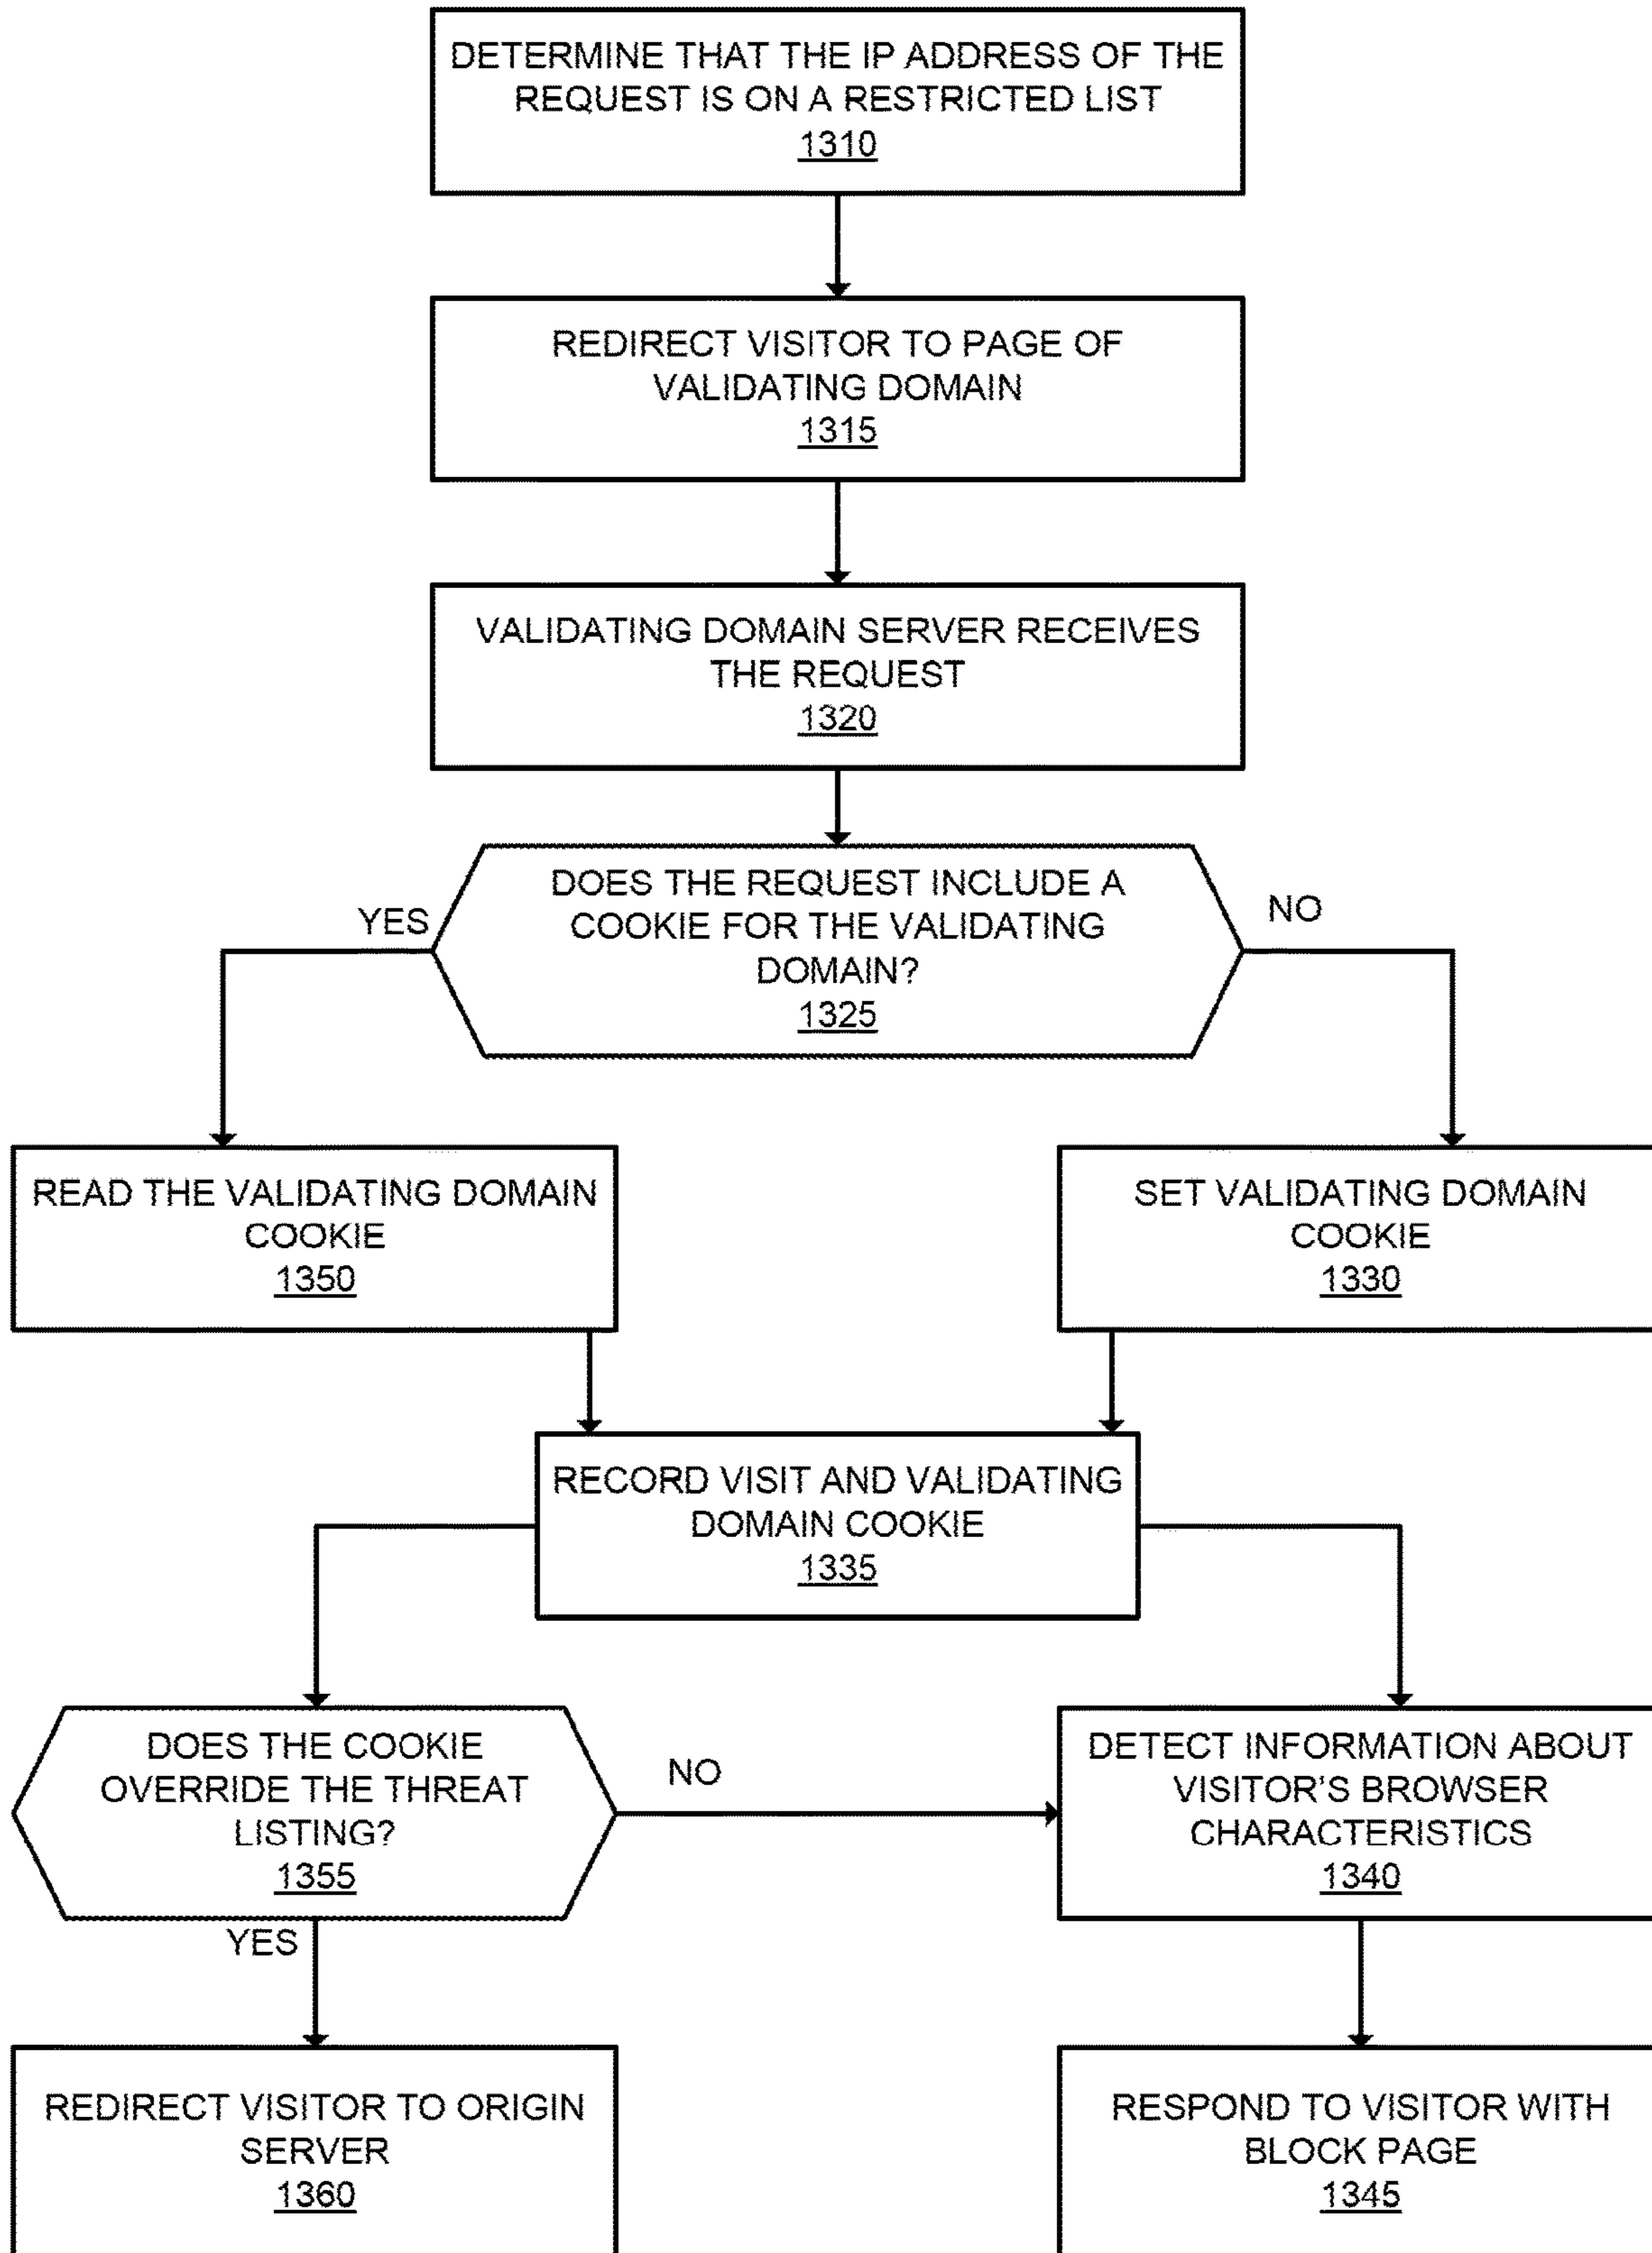 DETERMINE THAT THE IP ADDRESS OF THE
REQUEST IS ON A RESTRICTED LIST
1310
REDIRECT VISITOR TO PAGE OF
VALIDATING DOMAIN
1315
VALIDATING DOMAIN SERVER RECEIVES
THE REQUEST
1320
DOES THE REQUEST INCLUDE A
COOKIE FOR THE VALIDATING
DOMAIN?
1325
YES
NO
READ THE VALIDATING DOMAIN
COOKIE
1350
SET VALIDATING DOMAIN
COOKIE
1330
RECORD VISIT AND VALIDATING
DOMAIN COOKIE
1335
DOES THE COOKIE
OVERRIDE THE THREAT
LISTING?
1355
NO
YES
DETECT INFORMATION ABOUT
VISITOR'S BROWSER
CHARACTERISTICS
1340
REDIRECT VISITOR TO ORIGIN
SERVER
1360
RESPOND TO VISITOR WITH
BLOCK PAGE
1345